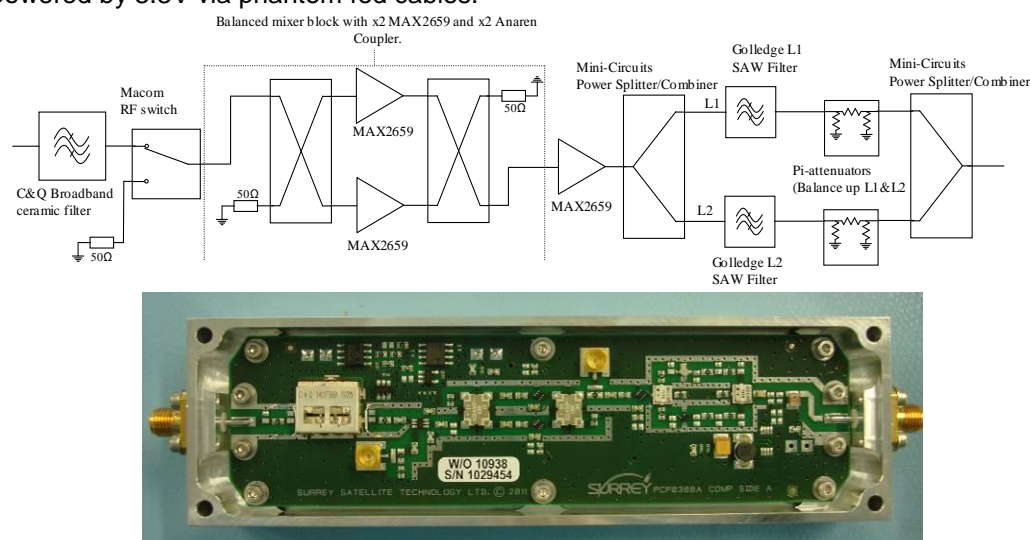 powered by 3.3V via phantom fed cables.
Balanced mixer block with x2 MAX2659 and x2 Anaren
Coupler.
Macom
RF switch
C&Q Broadband
ceramic filter
50Ω
50Ω
MAX2659
MAX2659
50Ω
MAX2659
Mini-Circuits
Power Splitter/Combiner
L1
L2
Golledge L1
SAW Filter
Golledge L2
SAW Filter
Pi-attenuators
(Balance up L1&L2
Mini-Circuits
Power Splitter/Combiner
W/O 10938
S/N 1029454
SURREY SATELLITE TECHNOLOGY LTD. © 2011
SURREY
PCP0388A COMP SIDE A